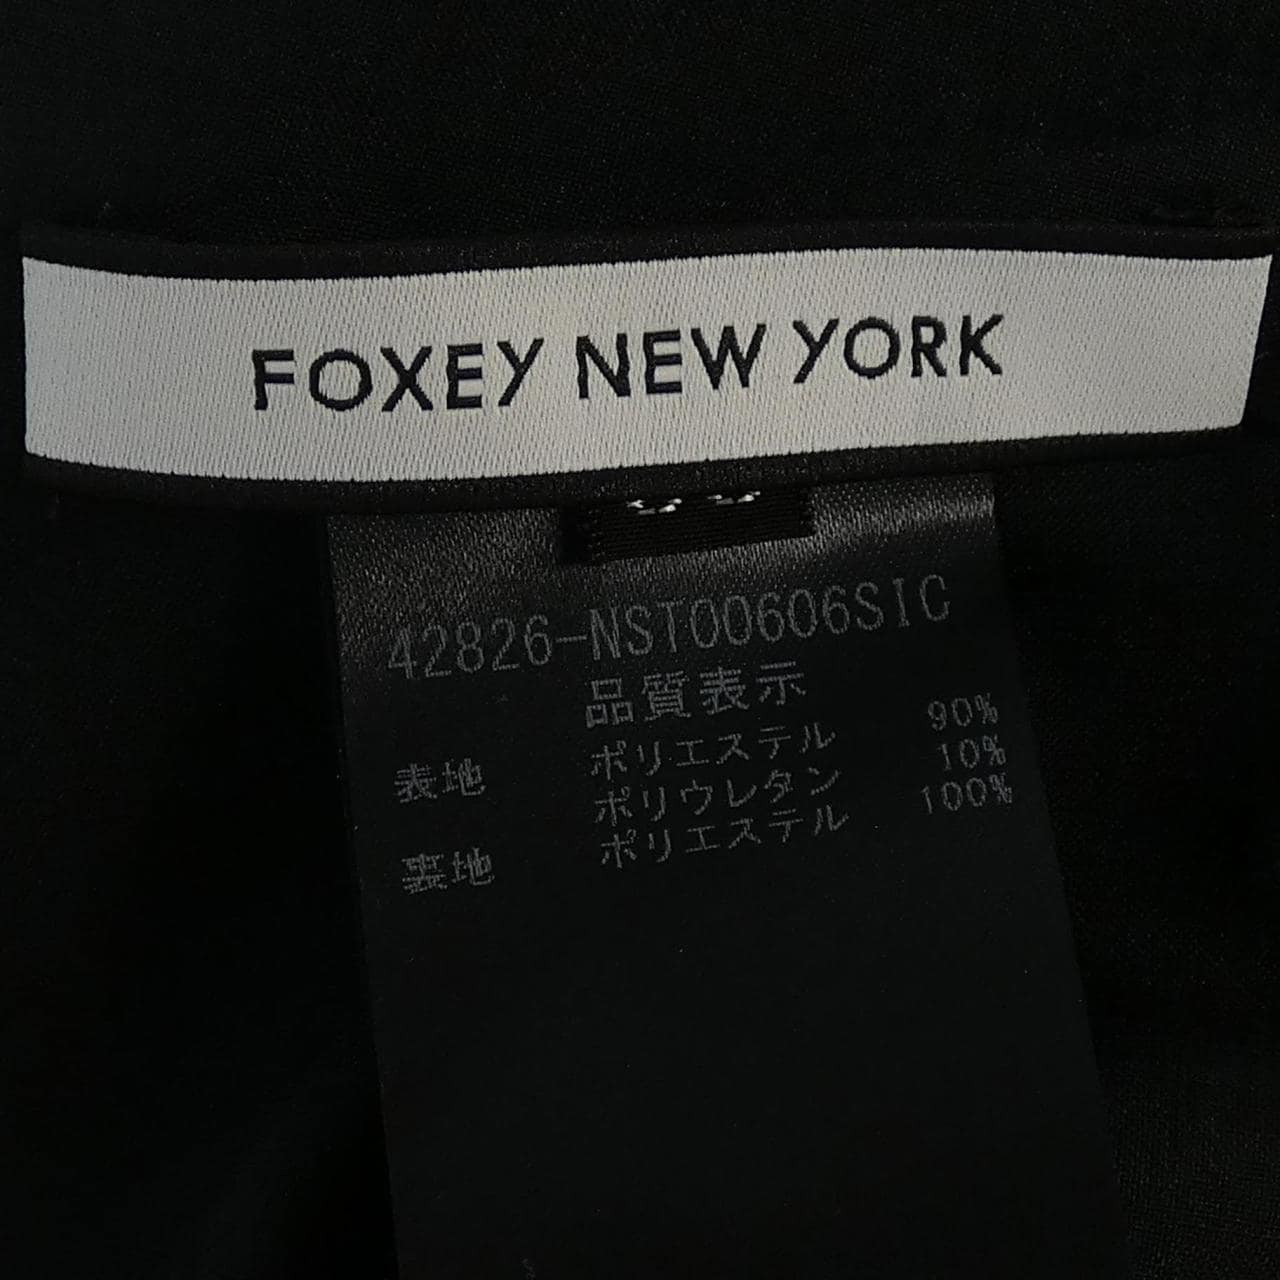 FOXEY NEW YORK
42826-NST00606SIC
品質表示
表地 ポリエステル 90%
ポリウレタン 10%
裏地 ポリエステル 100%